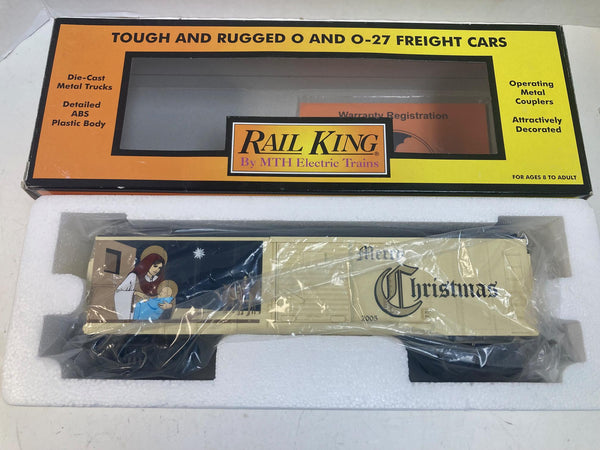 TOUGH AND RUGGED O AND O-27 FREIGHT CARS
Die-Cast
Metal Trucks
Detailed
ABS
Plastic Body
Warranty Registration
Operating
Metal
Couplers
Attractively
Decorated
RAIL KING®
By MTH Electric Trains
FOR AGES 8 TO ADULT
Merry
Christmas
2005